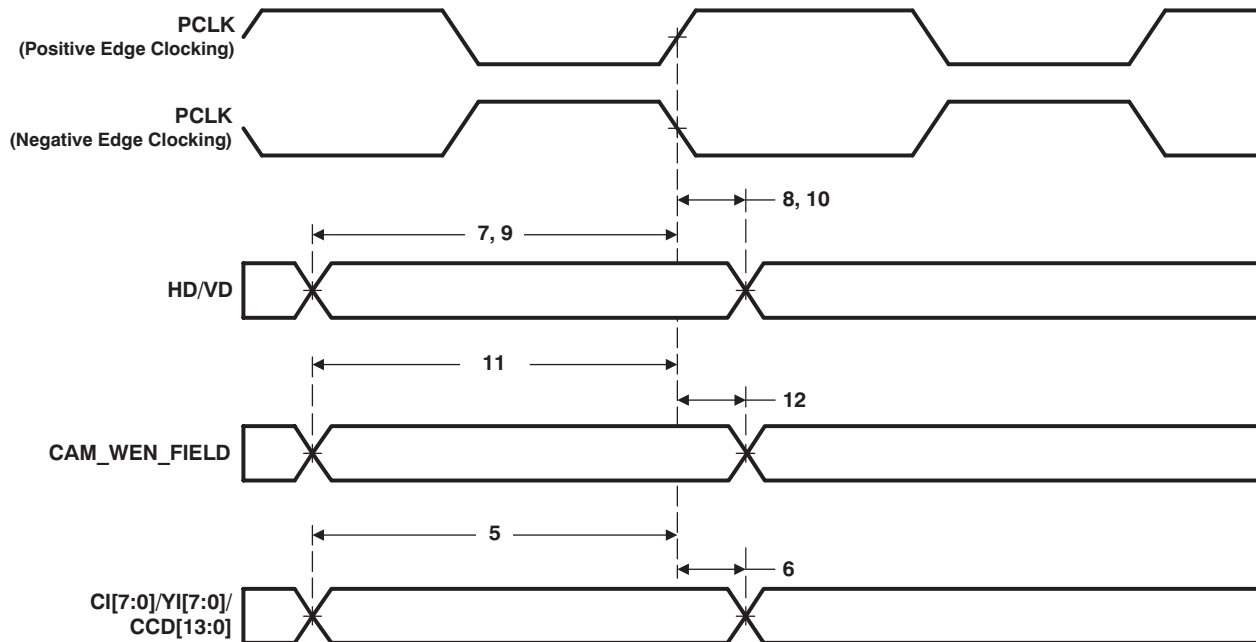 PCLK
(Positive Edge Clocking)
PCLK
(Negative Edge Clocking)
8, 10
7, 9
HD/VD
11
12
CAM_WEN_FIELD
5
6
CI[7:0]/YI[7:0]/
CCD[13:0]